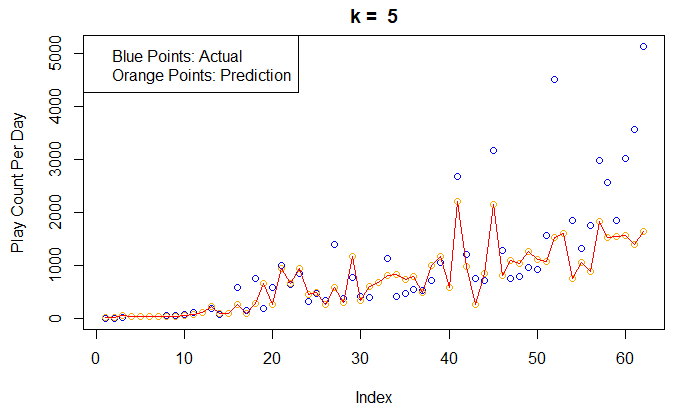 k = 5
Blue Points: Actual
Orange Points: Prediction
Play Count Per Day
5000
4000
3000
2000
1000
0
0 10 20 30 40 50 60
Index